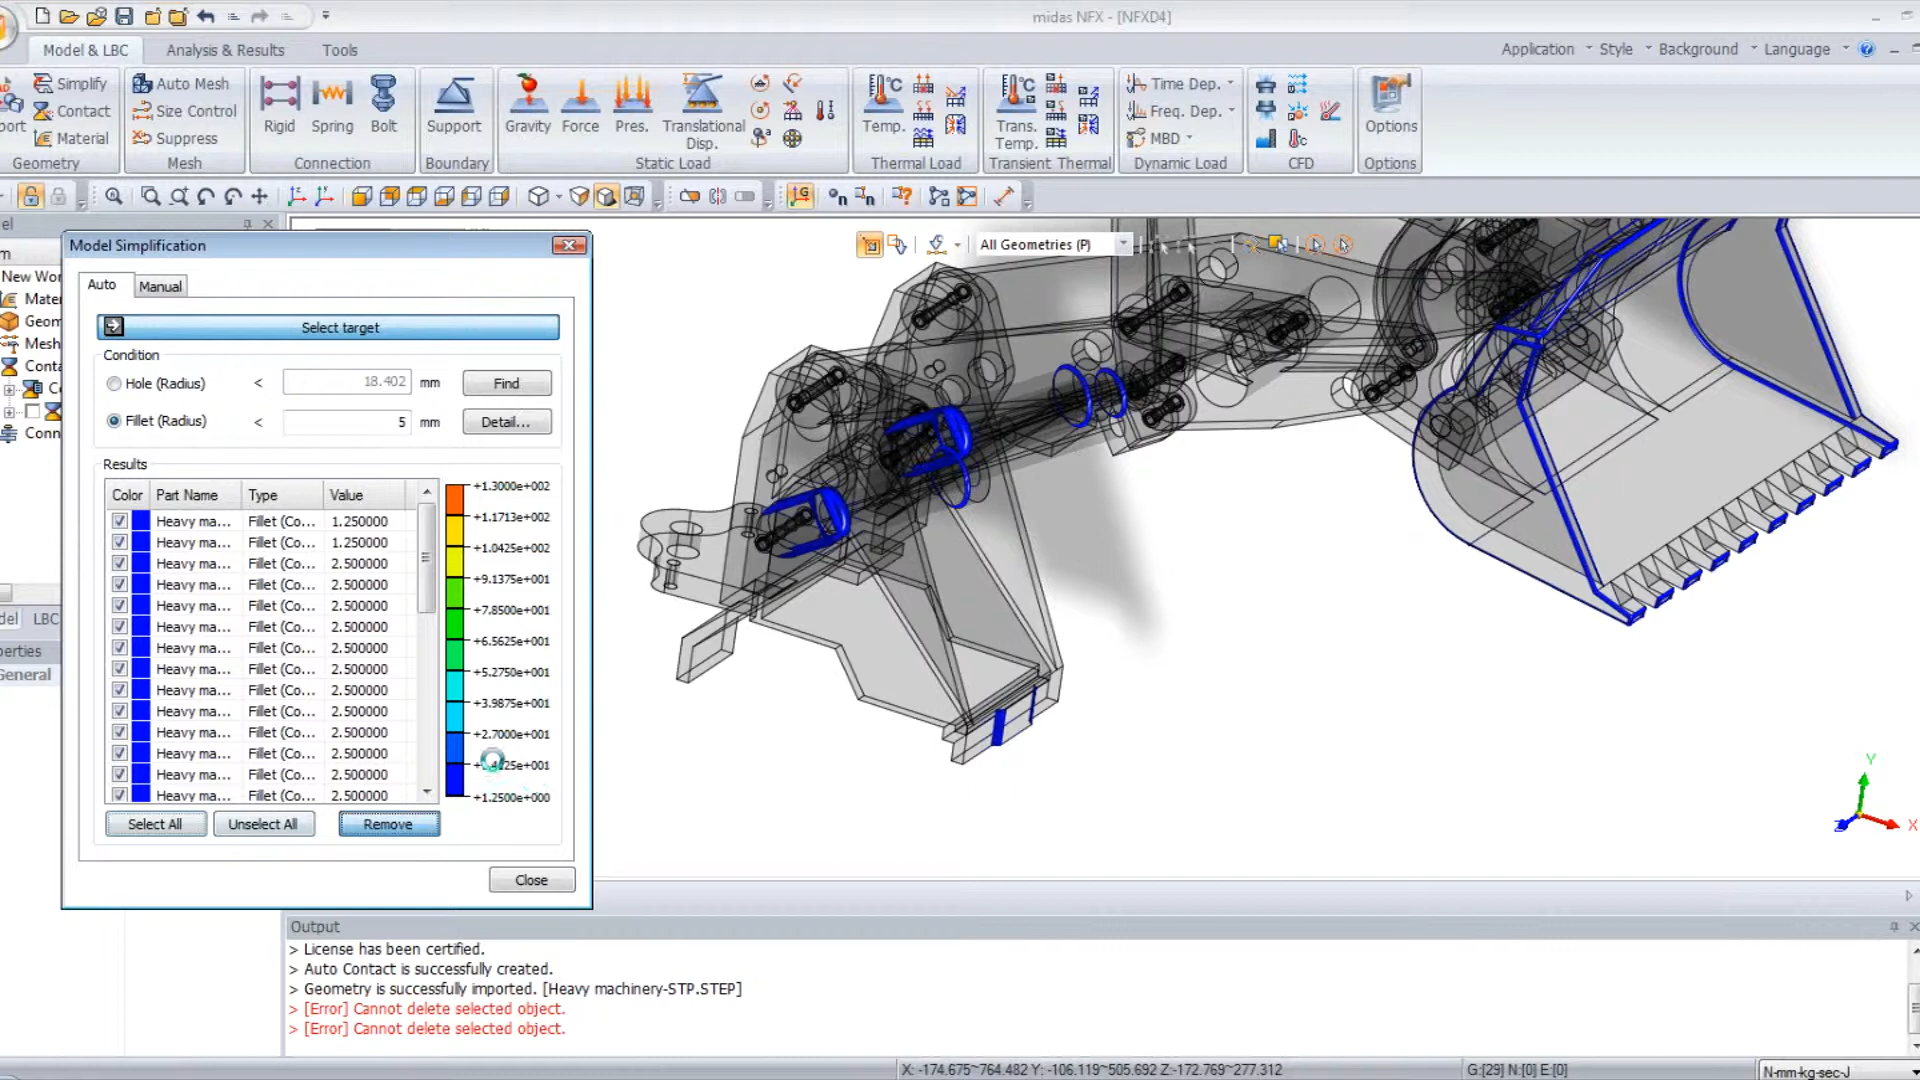 midas NFX - [NFXD4]
Model & LBC
Analysis & Results
Tools
Application
Style
Background
Language
Simplify
Contact
Material
Geometry
Auto Mesh
Size Control
Suppress
Mesh
Rigid
Spring
Bolt
Connection
Support
Boundary
Gravity
Force
Pres.
Translational
Disp.
Static Load
Temp.
Thermal Load
Trans.
Temp.
Transient Thermal
Time Dep.
Freq. Dep.
MBD
Dynamic Load
CFD
Options
Options
Model Simplification
All Geometries (P)
Auto
Manual
Select target
Condition
Hole (Radius) < 18.402 mm Find
Fillet (Radius) < 5 mm Detail...
Results
Color Part Name Type Value
Heavy ma... Fillet (Co... 1.250000
Heavy ma... Fillet (Co... 1.250000
Heavy ma... Fillet (Co... 2.500000
Heavy ma... Fillet (Co... 2.500000
Heavy ma... Fillet (Co... 2.500000
Heavy ma... Fillet (Co... 2.500000
Heavy ma... Fillet (Co... 2.500000
Heavy ma... Fillet (Co... 2.500000
Heavy ma... Fillet (Co... 2.500000
Heavy ma... Fillet (Co... 2.500000
Heavy ma... Fillet (Co... 2.500000
Heavy ma... Fillet (Co... 2.500000
Heavy ma... Fillet (Co... 2.500000
Heavy ma... Fillet (Co... 2.500000
+1.3000e+002
+1.1713e+002
+1.0425e+002
+9.1375e+001
+7.8500e+001
+6.5625e+001
+5.2750e+001
+3.9875e+001
+2.7000e+001
+1.2500e+000
Select All
Unselect All
Remove
Close
New Wor
Mater
Geom
Mesh
Conta
Conn
LBC
General
Y
X
Output
> License has been certified.
> Auto Contact is successfully created.
> Geometry is successfully imported. [Heavy machinery-STP.STEP]
> [Error] Cannot delete selected object.
> [Error] Cannot delete selected object.
X: -174.675~764.482 Y: -106.119~505.692 Z:-172.769~277.312
G:[29] N:[0] E:[0]
N-mm-kg-sec-J